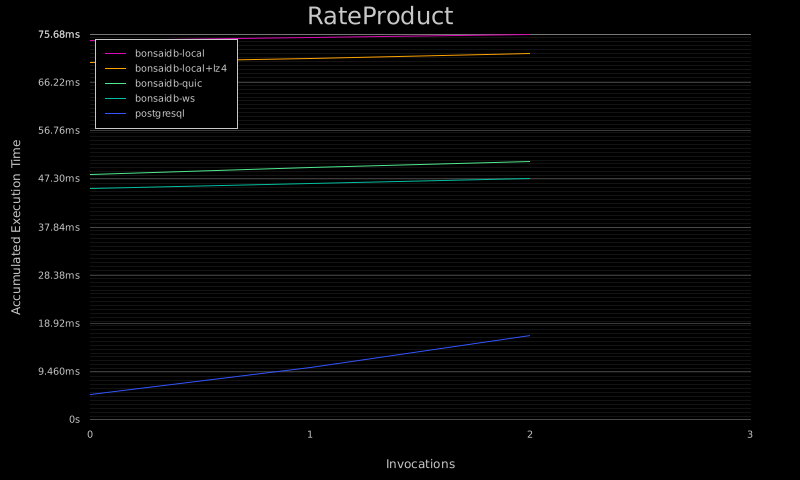 RateProduct
75.68ms
66.22ms
56.76ms
47.30ms
37.84ms
28.38ms
18.92ms
9.460ms
0s
bonsaidb-local
bonsaidb-local+lz4
bonsaidb-quic
bonsaidb-ws
postgresql
Accumulated Execution Time
0 1 2 3
Invocations